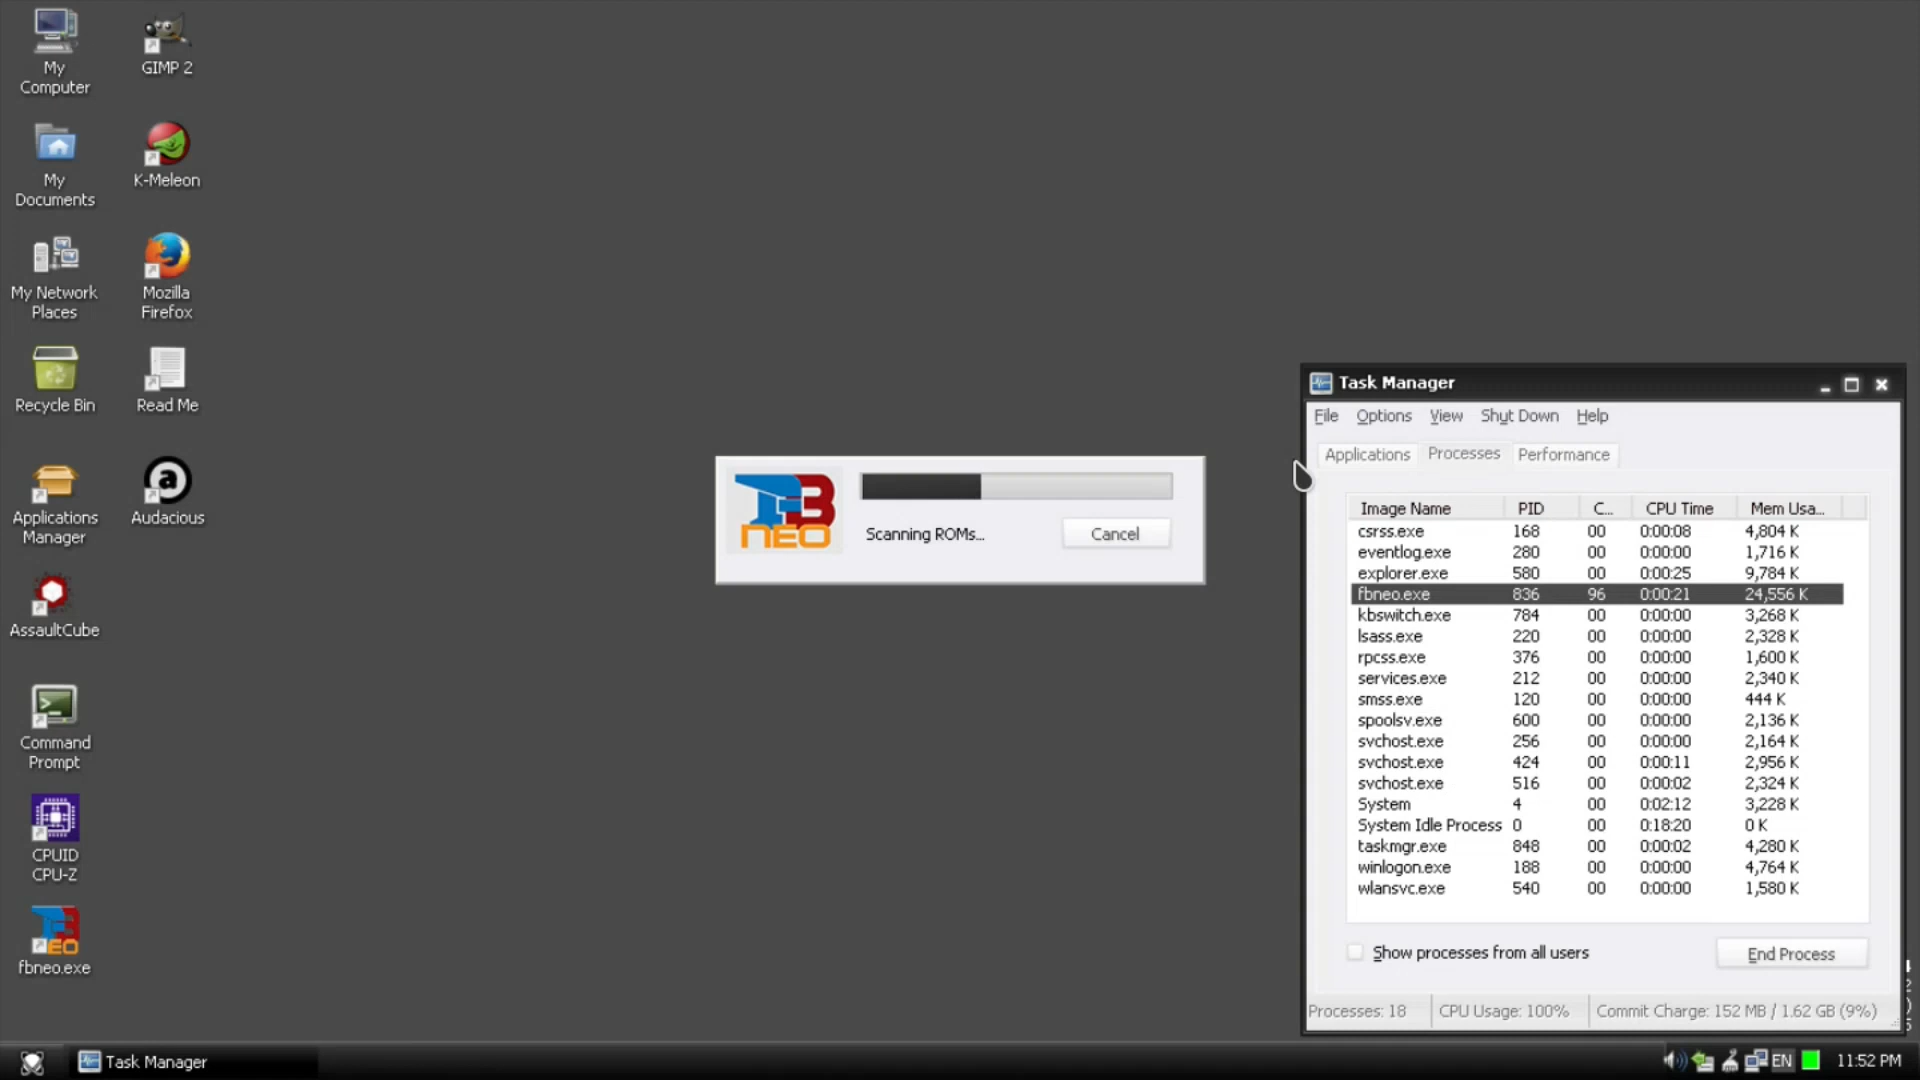 My
Computer
GIMP 2
My
Documents
K-Meleon
My Network
Places
Mozilla
Firefox
Recycle Bin
Read Me
Applications
Manager
Audacious
AssaultCube
Command
Prompt
CPUID
CPU-Z
fbneo.exe
NEO
Scanning ROMs...
Cancel
Task Manager
File Options View Shut Down Help
Applications Processes Performance
Image Name PID C... CPU Time Mem Usa...
csrss.exe 168 00 0:00:08 4,804 K
eventlog.exe 280 00 0:00:00 1,716 K
explorer.exe 580 00 0:00:25 9,784 K
fbneo.exe 836 96 0:00:21 24,556 K
kbswitch.exe 784 00 0:00:00 3,268 K
lsass.exe 220 00 0:00:00 2,328 K
rpcss.exe 376 00 0:00:00 1,600 K
services.exe 212 00 0:00:00 2,340 K
smss.exe 120 00 0:00:00 444 K
spoolsv.exe 600 00 0:00:00 2,136 K
svchost.exe 256 00 0:00:00 2,164 K
svchost.exe 424 00 0:00:11 2,956 K
svchost.exe 516 00 0:00:02 2,324 K
System 4 00 0:02:12 3,228 K
System Idle Process 0 00 0:18:20 0 K
taskmgr.exe 848 00 0:00:02 4,280 K
winlogon.exe 188 00 0:00:00 4,764 K
wlansvc.exe 540 00 0:00:00 1,580 K
Show processes from all users
End Process
Processes: 18 CPU Usage: 100% Commit Charge: 152 MB / 1.62 GB (9%)
Task Manager
EN
11:52 PM